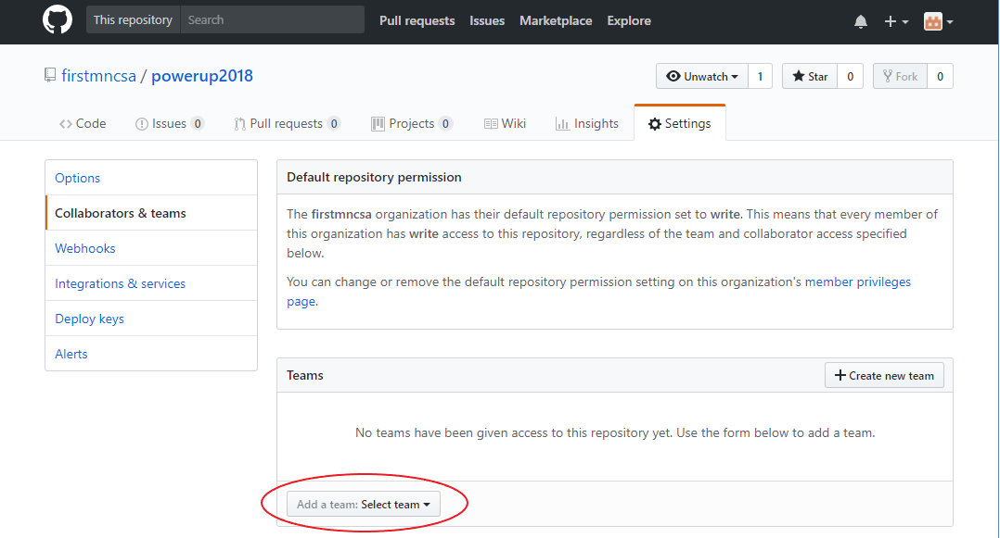 This repository Search Pull requests Issues Marketplace Explore
firstmncsa / powerup2018 Unwatch 1 Star 0 Fork 0
Code Issues 0 Pull requests 0 Projects 0 Wiki Insights Settings
Options
Collaborators & teams
Webhooks
Integrations & services
Deploy keys
Alerts
Default repository permission
The firstmncsa organization has their default repository permission set to write. This means that every member of
this organization has write access to this repository, regardless of the team and collaborator access specified
below.
You can change or remove the default repository permission setting on this organization's member privileges
page.
Teams Create new team
No teams have been given access to this repository yet. Use the form below to add a team.
Add a team: Select team